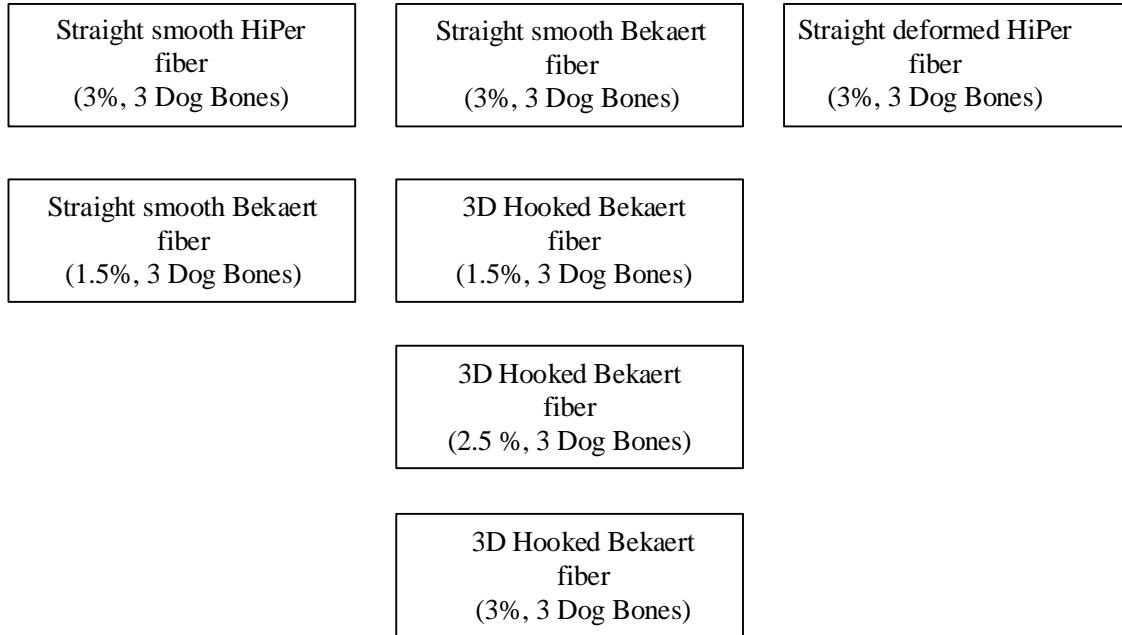 Straight smooth HiPer
fiber
(3%, 3 Dog Bones)
Straight smooth Bekaert
fiber
(3%, 3 Dog Bones)
Straight deformed HiPer
fiber
(3%, 3 Dog Bones)
Straight smooth Bekaert
fiber
(1.5%, 3 Dog Bones)
3D Hooked Bekaert
fiber
(1.5%, 3 Dog Bones)
3D Hooked Bekaert
fiber
(2.5 %, 3 Dog Bones)
3D Hooked Bekaert
fiber
(3%, 3 Dog Bones)